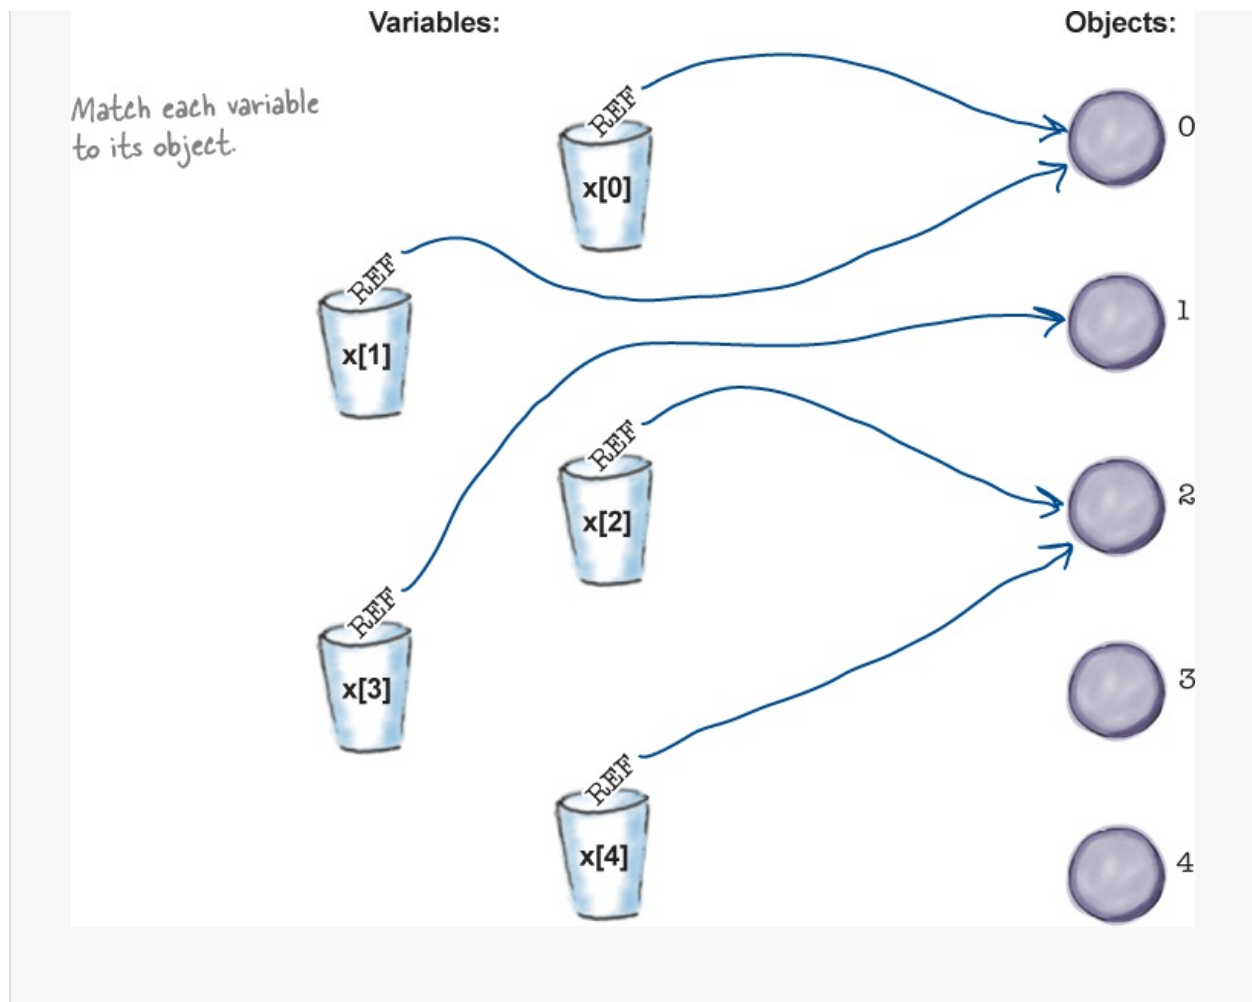 Variables:
Objects:
Match each variable
to its object.
REF
x[0]
0
REF
x[1]
1
REF
x[2]
2
REF
x[3]
3
REF
x[4]
4